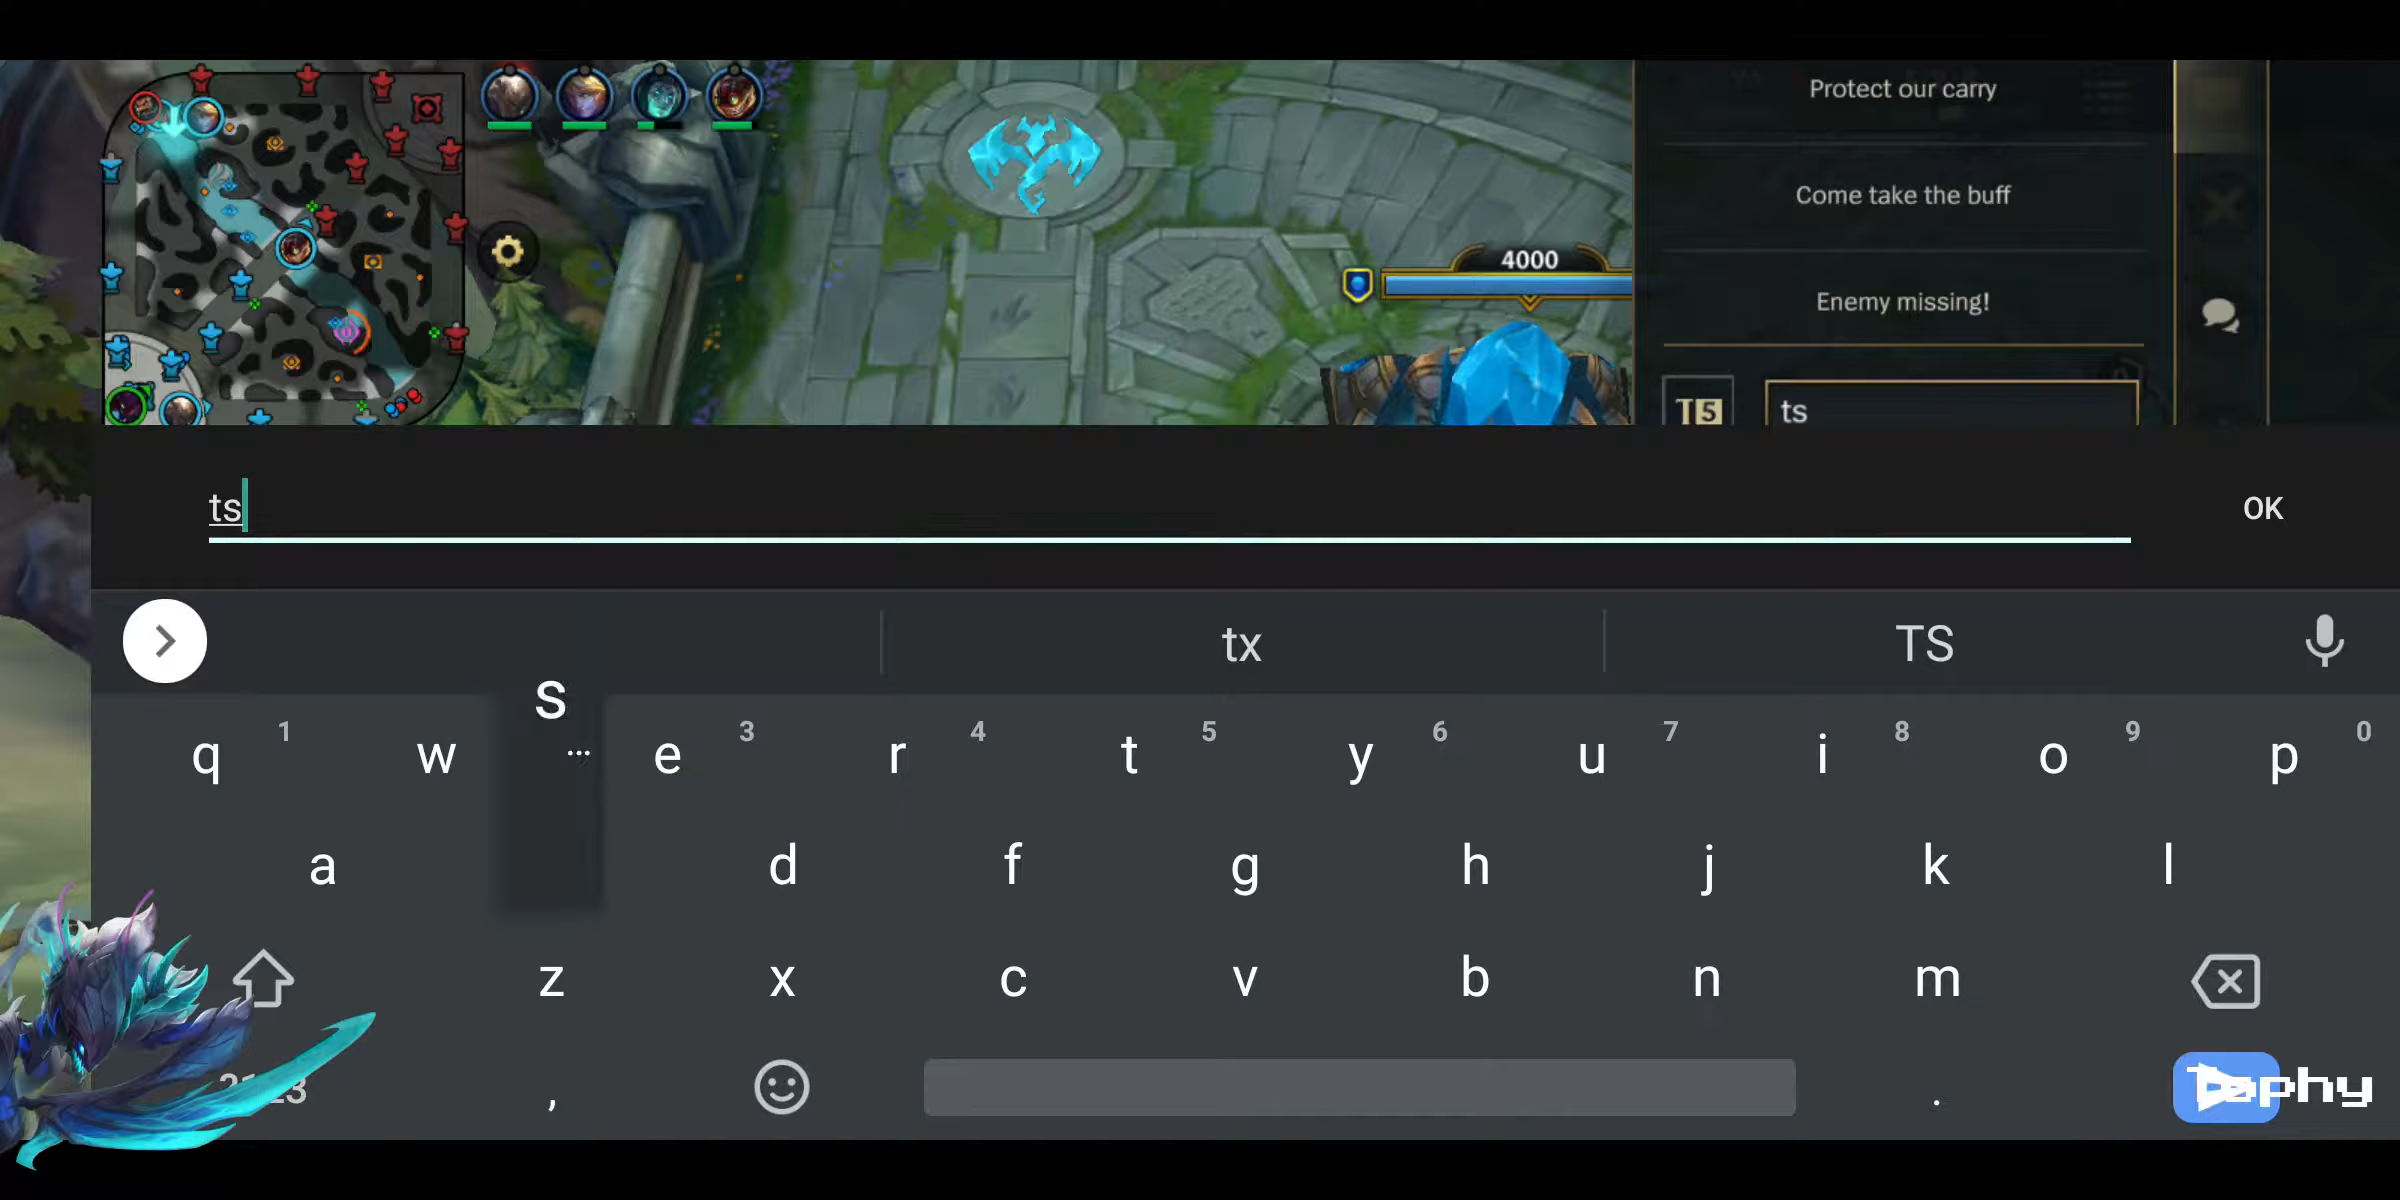 Protect our carry
Come take the buff
4000
Enemy missing!
ts
ts
OK
tx
TS
s
q 1 w e 3 r 4 t 5 y 6 u 7 i 8 o 9 p 0
a d f g h j k l
z x c v b n m
, .
phy